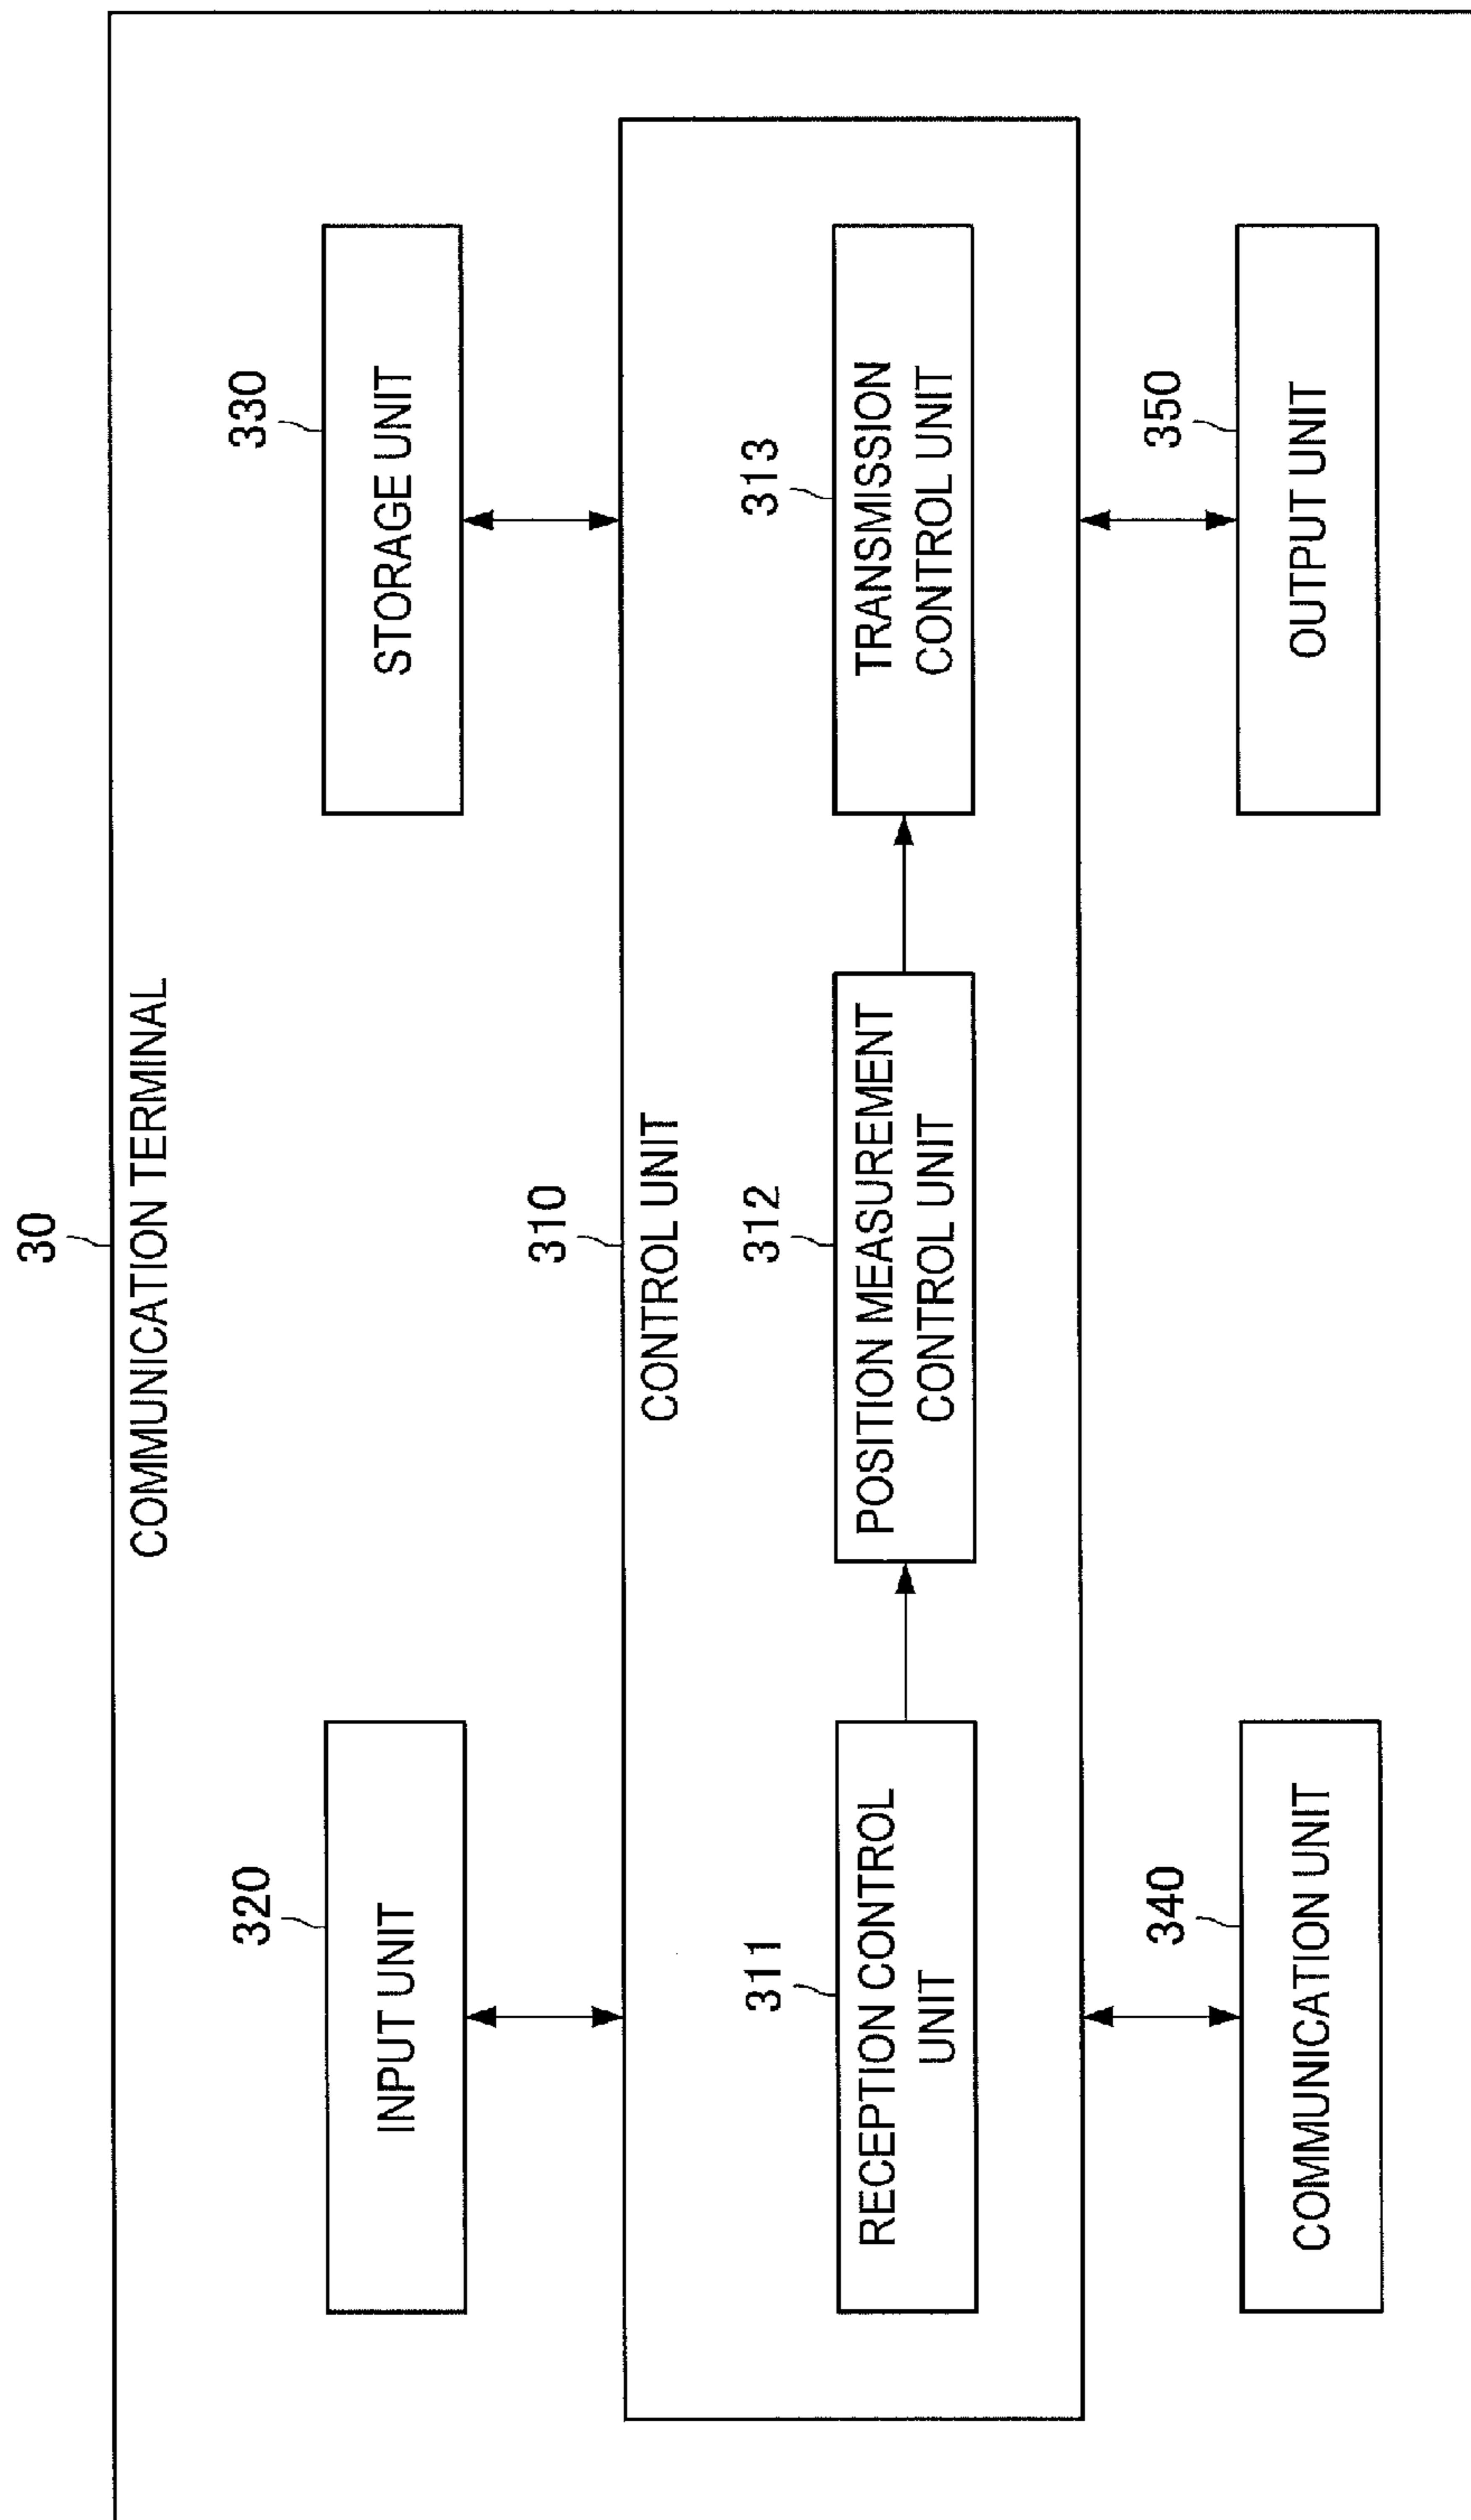 30
COMMUNICATION TERMINAL
320
INPUT UNIT
330
STORAGE UNIT
310
CONTROL UNIT
311
RECEPTION CONTROL
UNIT
312
POSITION MEASUREMENT
CONTROL UNIT
313
TRANSMISSION
CONTROL UNIT
340
COMMUNICATION UNIT
350
OUTPUT UNIT